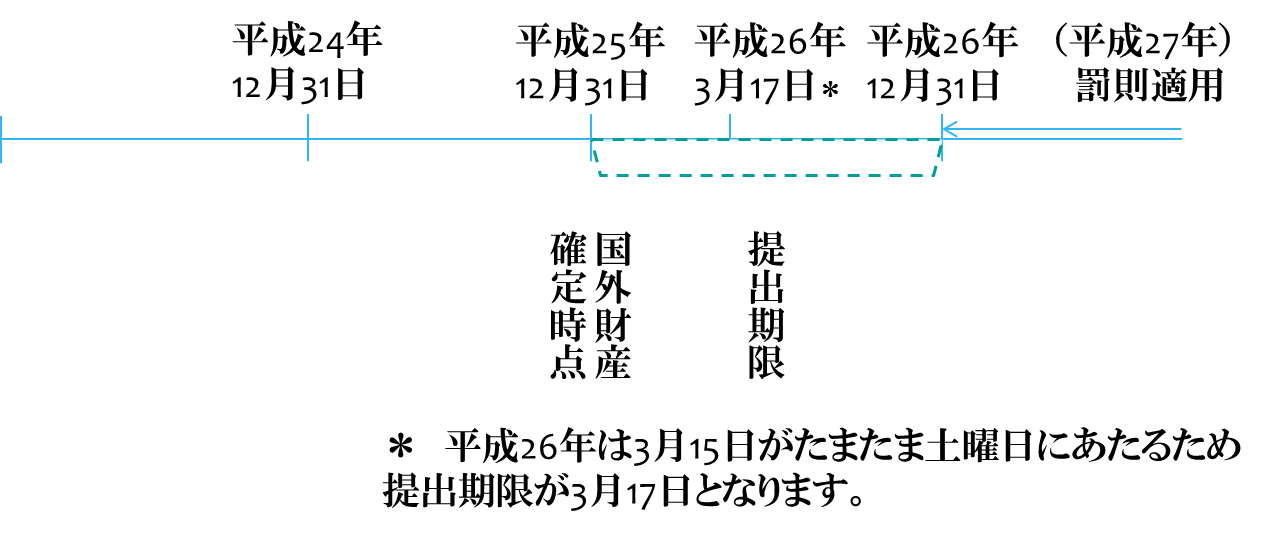 平成24年
12月31日
平成25年
12月31日
平成26年
3月17日＊
平成26年
12月31日
（平成27年）
罰則適用
国外財産
確定時点
提出期限
＊　平成26年は3月15日がたまたま土曜日にあたるため
提出期限が3月17日となります。